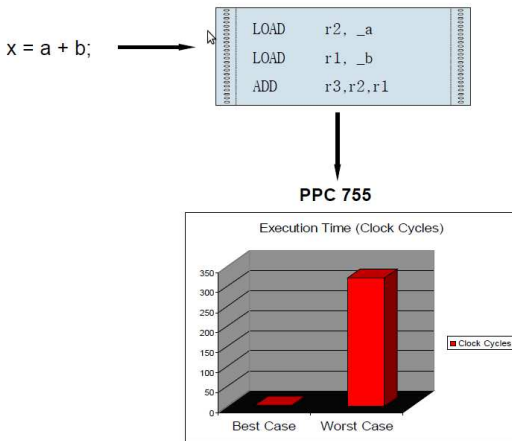 x = a + b;
LOAD r2, _a
LOAD r1, _b
ADD r3,r2,r1
PPC 755
Execution Time (Clock Cycles)
350
300
250
200
150
100
50
0
Clock Cycles
Best Case Worst Case